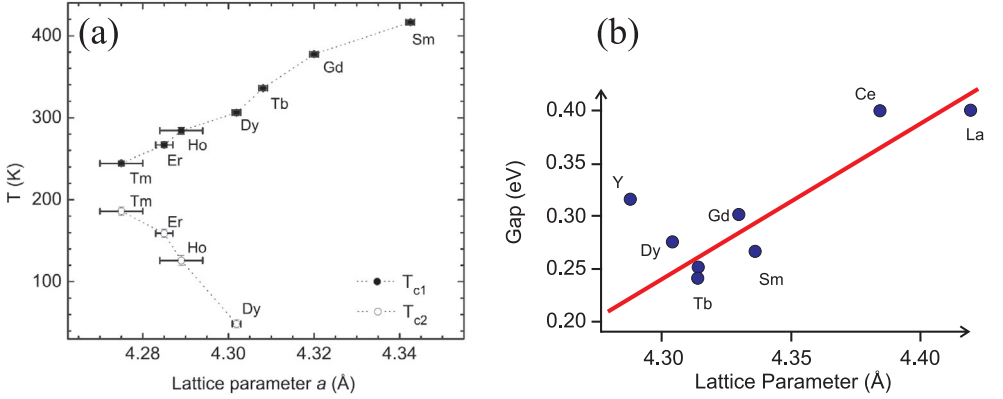 (a)
400
300
200
100
T (K)
Sm
Gd
Tb
Dy
Ho
Er
Tm
Tm
Er
Ho
Dy
T_c1
T_c2
4.28 4.30 4.32 4.34
Lattice parameter a (Å)
(b)
0.40
0.35
0.30
0.25
0.20
Gap (eV)
Ce
La
Y
Gd
Dy
Sm
Tb
4.30 4.35 4.40
Lattice Parameter (Å)